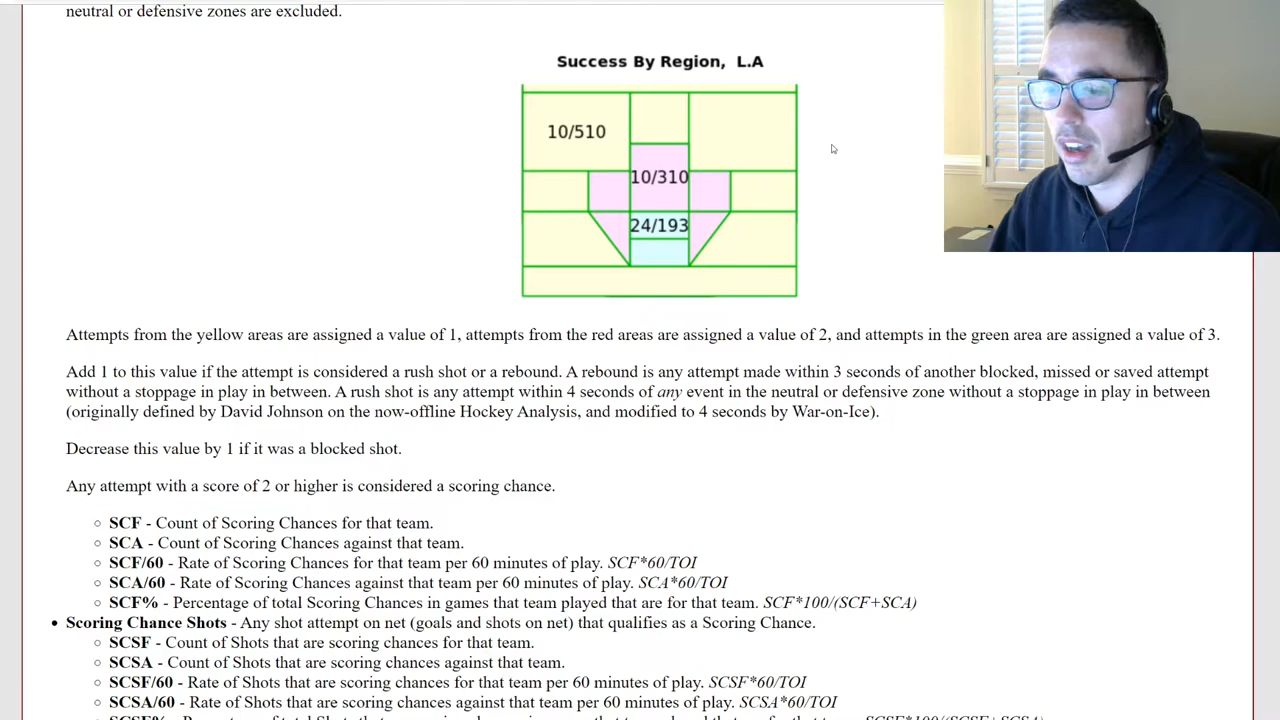 neutral or defensive zones are excluded.
Success By Region,  L.A
10/510
10/310
24/193
Attempts from the yellow areas are assigned a value of 1, attempts from the red areas are assigned a value of 2, and attempts in the green area are assigned a value of 3.
Add 1 to this value if the attempt is considered a rush shot or a rebound. A rebound is any attempt made within 3 seconds of another blocked, missed or saved attempt
without a stoppage in play in between. A rush shot is any attempt within 4 seconds of any event in the neutral or defensive zone without a stoppage in play in between
(originally defined by David Johnson on the now-offline Hockey Analysis, and modified to 4 seconds by War-on-Ice).
Decrease this value by 1 if it was a blocked shot.
Any attempt with a score of 2 or higher is considered a scoring chance.
SCF - Count of Scoring Chances for that team.
SCA - Count of Scoring Chances against that team.
SCF/60 - Rate of Scoring Chances for that team per 60 minutes of play. SCF*60/TOI
SCA/60 - Rate of Scoring Chances against that team per 60 minutes of play. SCA*60/TOI
SCF% - Percentage of total Scoring Chances in games that team played that are for that team. SCF*100/(SCF+SCA)
Scoring Chance Shots - Any shot attempt on net (goals and shots on net) that qualifies as a Scoring Chance.
SCSF - Count of Shots that are scoring chances for that team.
SCSA - Count of Shots that are scoring chances against that team.
SCSF/60 - Rate of Shots that are scoring chances for that team per 60 minutes of play. SCSF*60/TOI
SCSA/60 - Rate of Shots that are scoring chances against that team per 60 minutes of play. SCSA*60/TOI